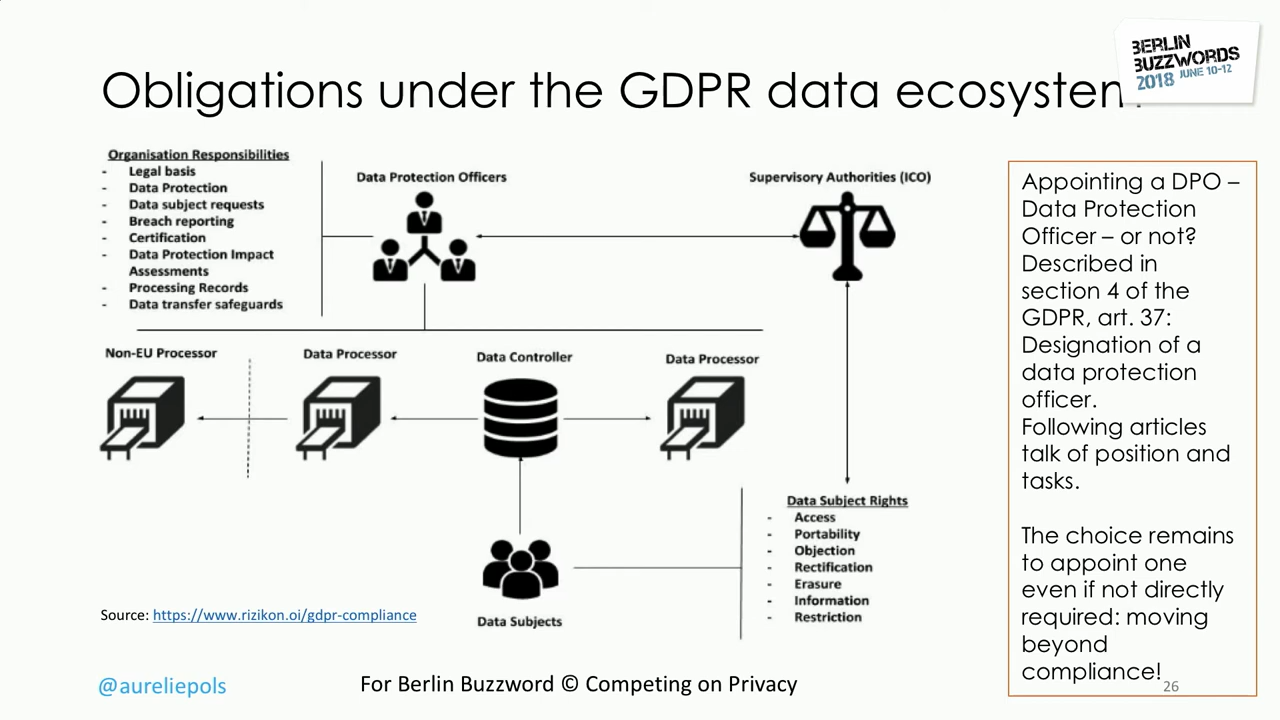 BERLIN
BUZZWORDS
2018 JUNE 10-12
Obligations under the GDPR data ecosystem
Organisation Responsibilities
- Legal basis
- Data Protection
- Data subject requests
- Breach reporting
- Certification
- Data Protection Impact
Assessments
- Processing Records
- Data transfer safeguards
Data Protection Officers
Supervisory Authorities (ICO)
Non-EU Processor
Data Processor
Data Controller
Data Processor
Data Subject Rights
- Access
- Portability
- Objection
- Rectification
- Erasure
- Information
- Restriction
Data Subjects
Source: https://www.rizikon.oi/gdpr-compliance
Appointing a DPO –
Data Protection
Officer – or not?
Described in
section 4 of the
GDPR, art. 37:
Designation of a
data protection
officer.
Following articles
talk of position and
tasks.
The choice remains
to appoint one
even if not directly
required: moving
beyond
compliance!
@aureliepols
For Berlin Buzzword © Competing on Privacy
26